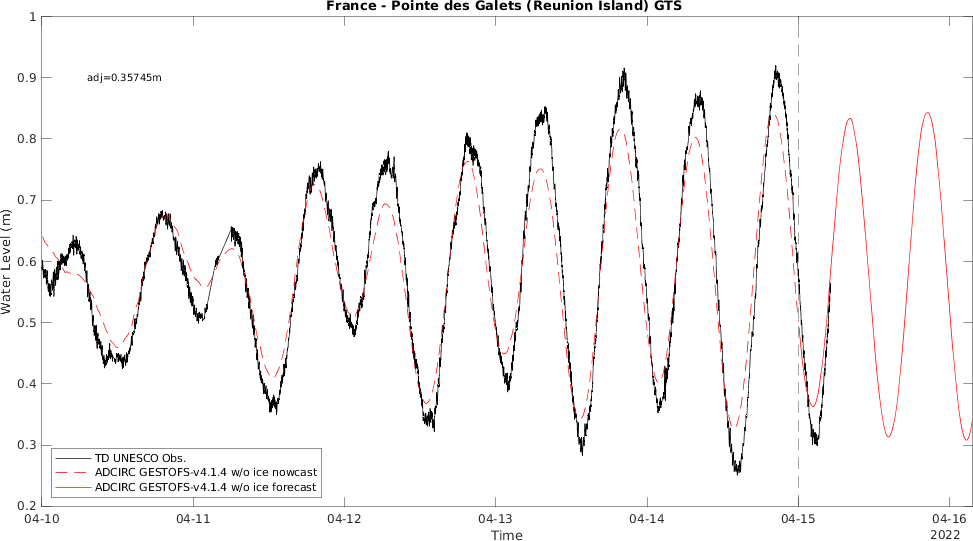 France - Pointe des Galets (Reunion Island) GTS
1
0.9
0.8
0.7
0.6
0.5
0.4
0.3
0.2
Water Level (m)
adj=0.35745m
TD UNESCO Obs.
ADCIRC GESTOFS-v4.1.4 w/o ice nowcast
ADCIRC GESTOFS-v4.1.4 w/o ice forecast
04-10 04-11 04-12 04-13 04-14 04-15 04-16
Time
2022